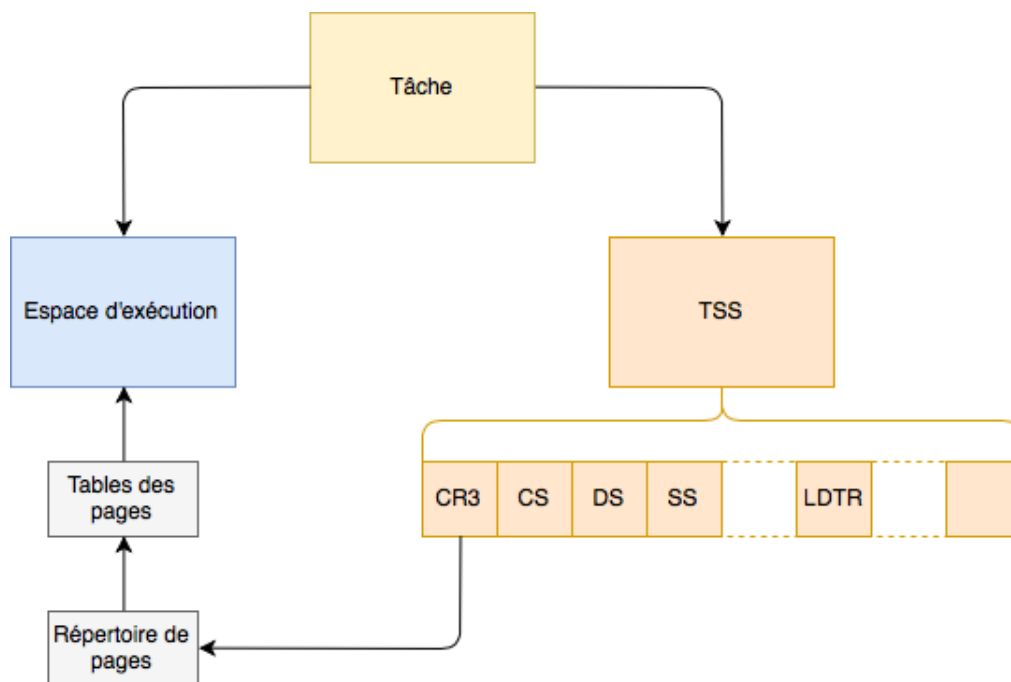 Tâche
Espace d'exécution
TSS
Tables des
pages
CR3
CS
DS
SS
LDTR
Répertoire de
pages